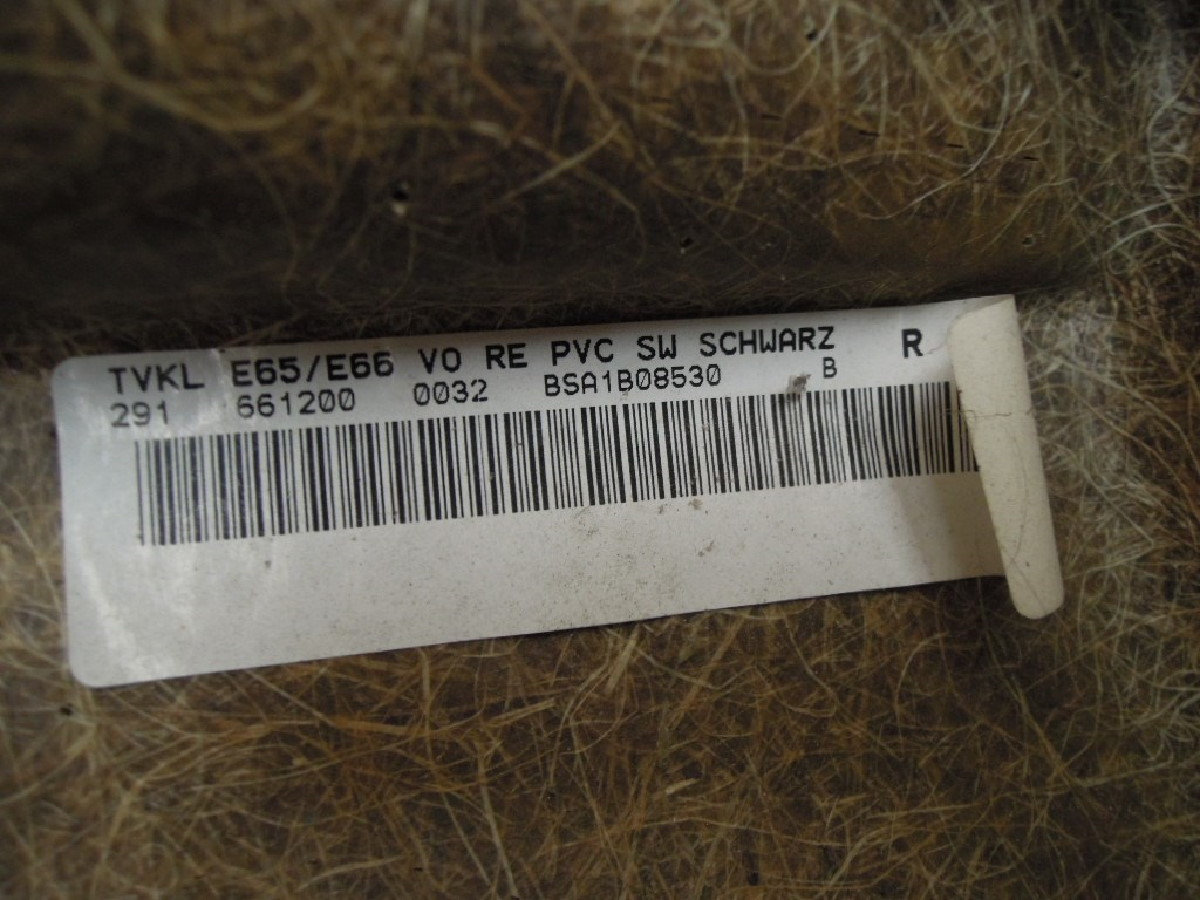 TVKL E65/E66 VO RE PVC SW SCHWARZ R
291 661200 0032 BSA1B08530 B